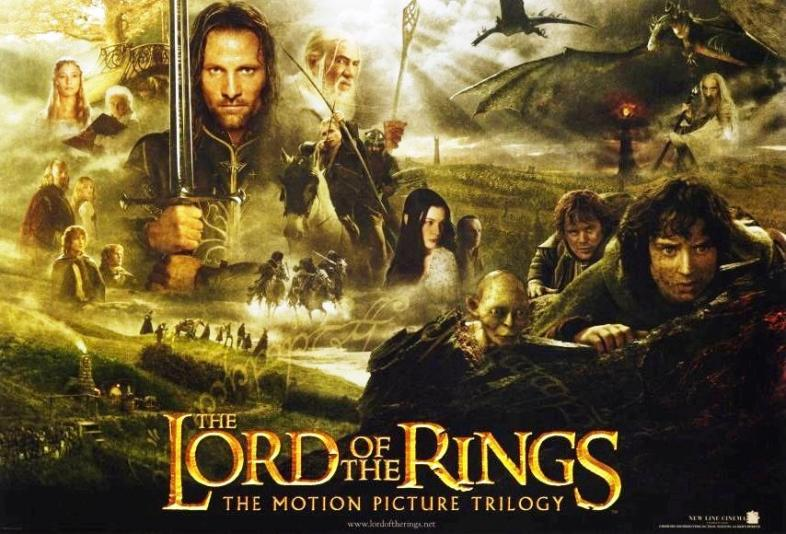 THE
LORD OF THE RINGS
THE MOTION PICTURE TRILOGY
www.lordoftherings.net
NEW LINE CINEMA